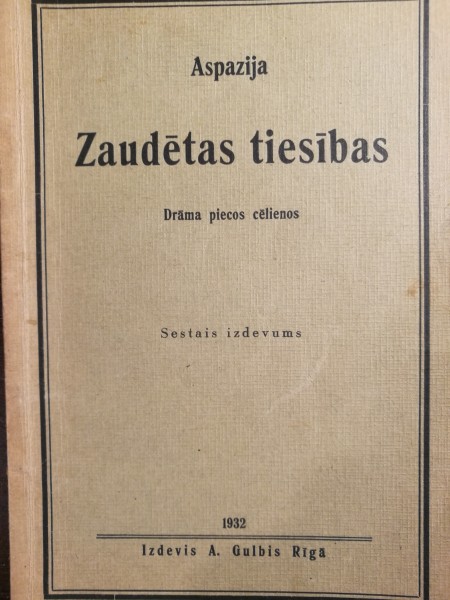 Aspazija
Zaudētas tiesības
Drāma piecos cēlienos
Sestais izdevums
1932
Izdevis A. Gulbis Rīgā